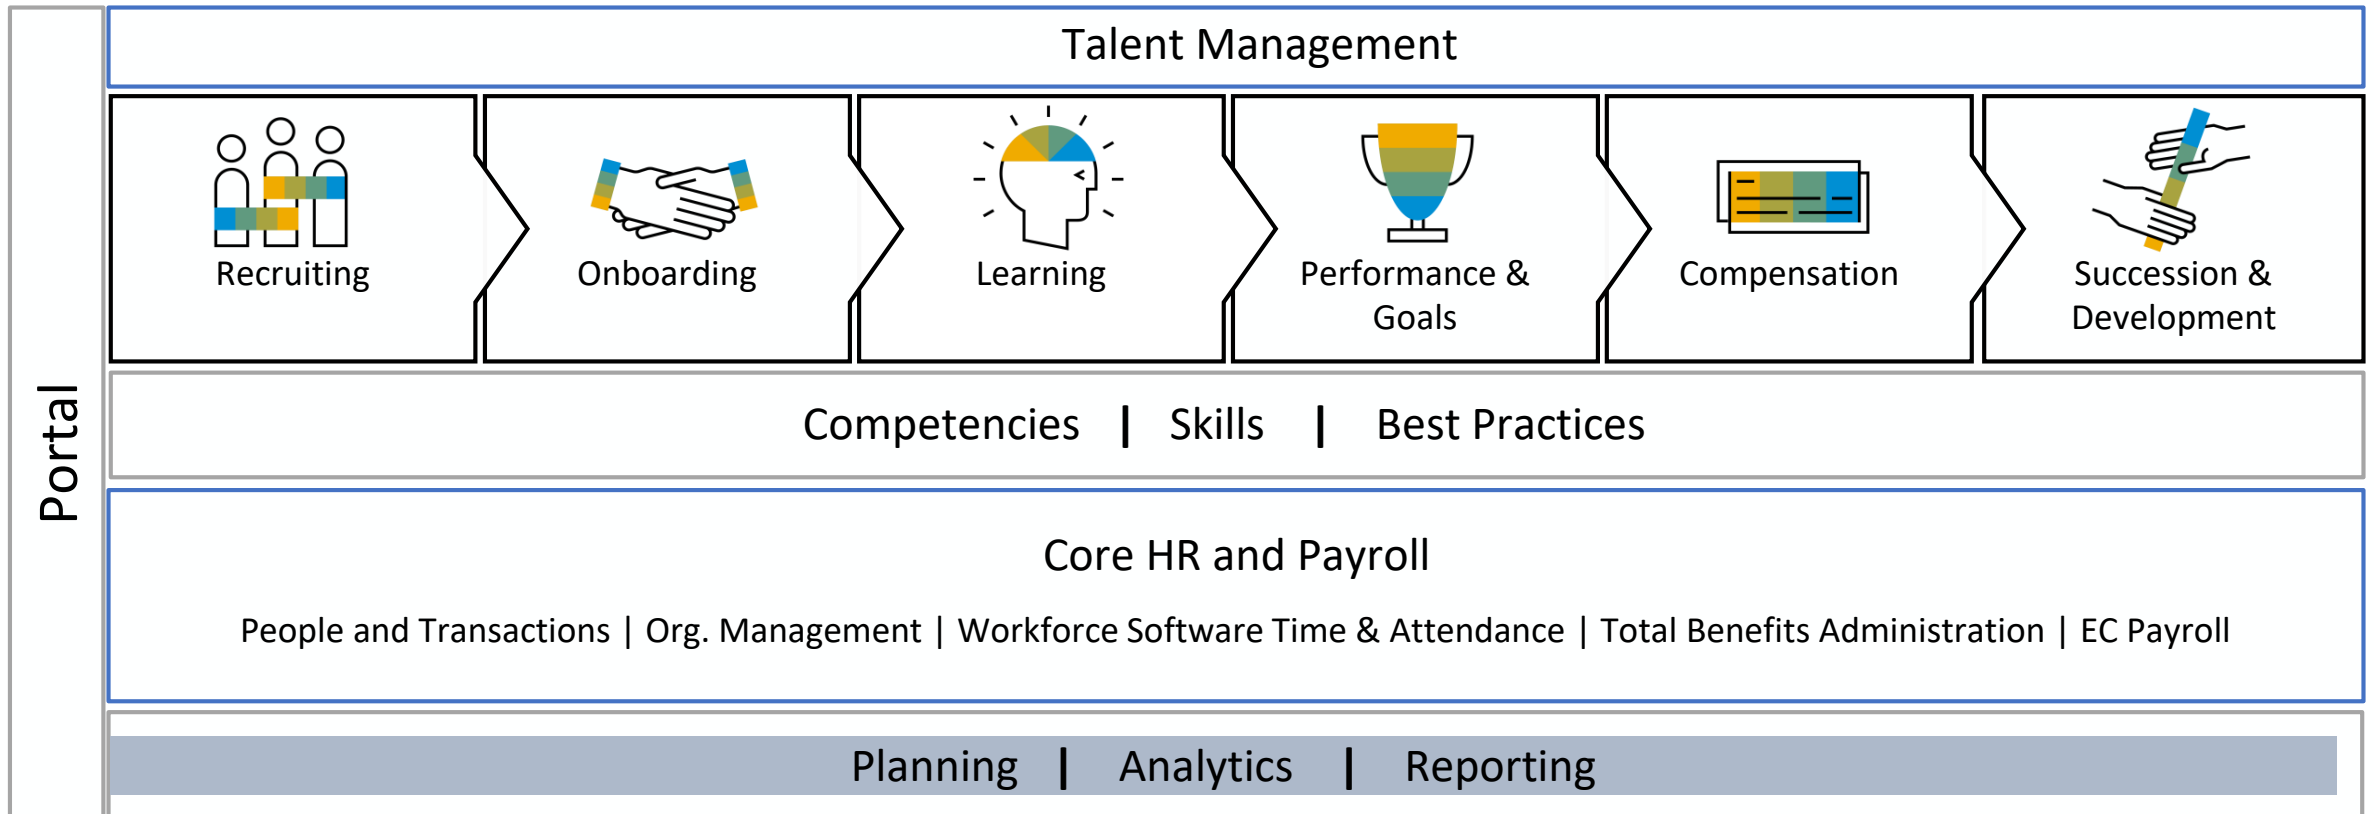 Talent Management
Recruiting
Onboarding
Learning
Performance &
Goals
Compensation
Succession &
Development
Portal
Competencies | Skills | Best Practices
Core HR and Payroll
People and Transactions | Org. Management | Workforce Software Time & Attendance | Total Benefits Administration | EC Payroll
Planning | Analytics | Reporting